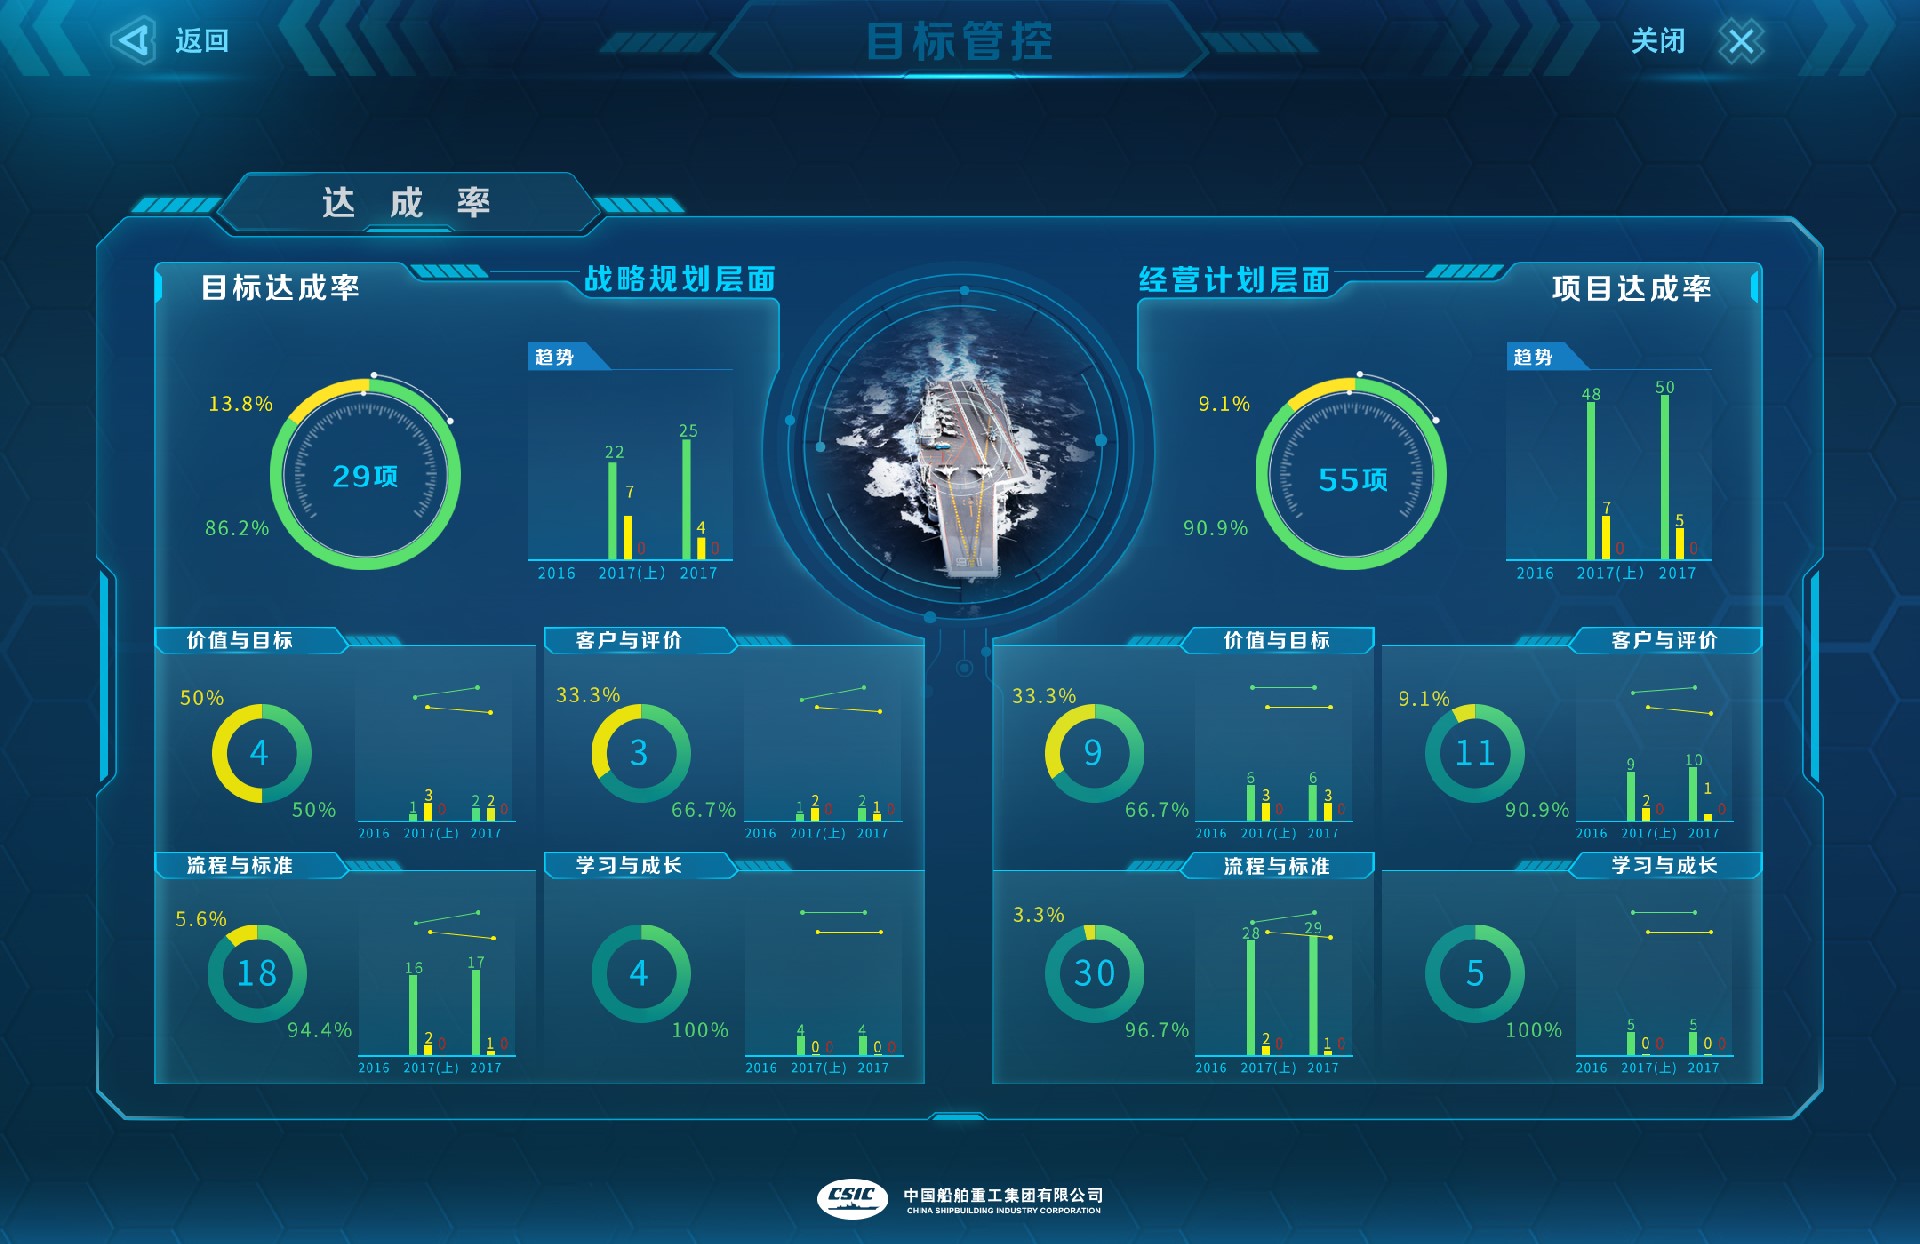 返回
目标管控
关闭
达成率
目标达成率
战略规划层面
经营计划层面
项目达成率
趋势
13.8%
86.2%
29项
22
7
0
25
4
0
2016 2017(上) 2017
趋势
9.1%
90.9%
55项
48
7
0
50
5
0
2016 2017(上) 2017
价值与目标
50%
4
50%
1 3 0 2 2 0
2016 2017(上) 2017
客户与评价
33.3%
3
66.7%
1 2 0 2 1 0
2016 2017(上) 2017
价值与目标
33.3%
9
66.7%
6 3 0 6 3 0
2016 2017(上) 2017
客户与评价
9.1%
11
90.9%
9 2 0 10 1 0
2016 2017(上) 2017
流程与标准
5.6%
18
94.4%
16 2 0 17 1 0
2016 2017(上) 2017
学习与成长
4
100%
4 0 0 4 0 0
2016 2017(上) 2017
流程与标准
3.3%
30
96.7%
28 2 0 29 1 0
2016 2017(上) 2017
学习与成长
5
100%
5 0 0 5 0 0
2016 2017(上) 2017
CSIC
中国船舶重工集团有限公司
CHINA SHIPBUILDING INDUSTRY CORPORATION